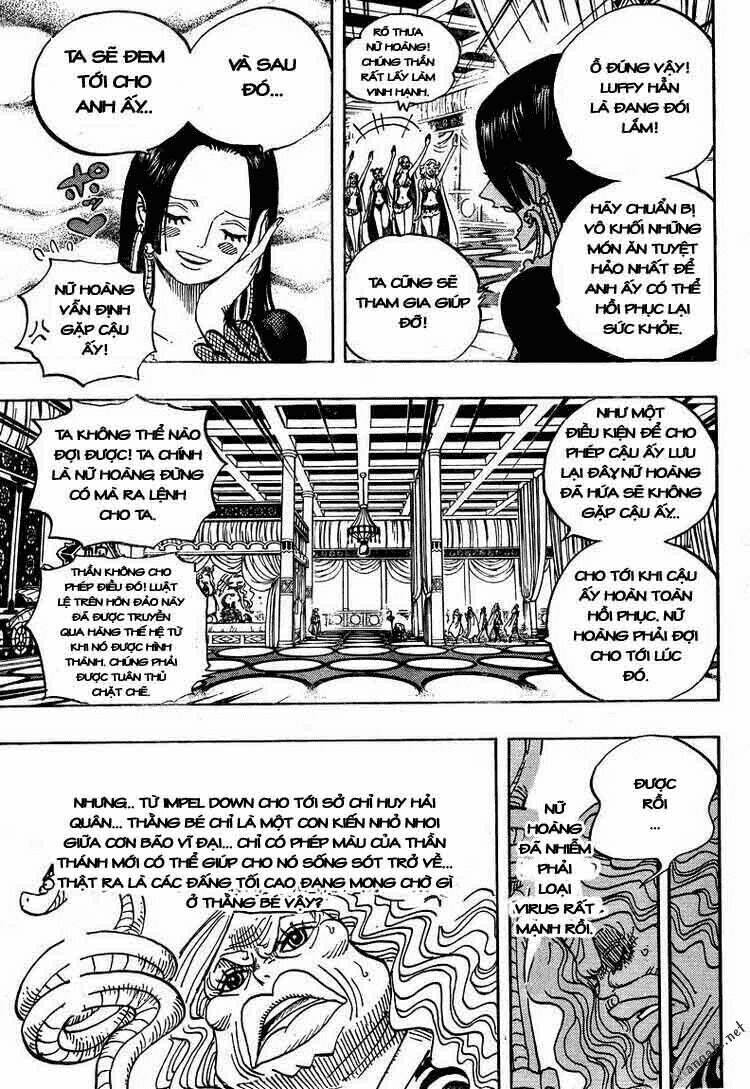 Ồ ĐÚNG VẬY!
LUFFY HẲN
LÀ ĐANG ĐÓI
LẮM!
HÃY CHUẨN BỊ
VÔ KHỐI NHỮNG
MÓN ĂN TUYỆT
HẢO NHẤT ĐỂ
ANH ẤY CÓ THỂ
HỒI PHỤC LẠI
SỨC KHỎE.
RÕ THƯA
NỮ HOÀNG!
CHÚNG THẦN
RẤT LẤY LÀM
VINH HẠNH.
TA CŨNG SẼ
THAM GIA GIÚP
ĐỠ!
VÀ SAU
ĐÓ...
TA SẼ ĐEM
TỚI CHO
ANH ẤY..
ポッ
NỮ HOÀNG
VẪN ĐỊNH
GẶP CẬU
ẤY!
NHƯ MỘT
ĐIỀU KIỆN ĐỂ CHO
PHÉP CẬU ẤY LƯU
LẠI ĐÂY, NỮ HOÀNG
ĐÃ HỨA SẼ KHÔNG
GẶP CẬU ẤY..
CHO TỚI KHI CẬU
ẤY HOÀN TOÀN
HỒI PHỤC. NỮ
HOÀNG PHẢI ĐỢI
CHO TỚI LÚC
ĐÓ.
TA KHÔNG THỂ NÀO
ĐỢI ĐƯỢC! TA CHÍNH
LÀ NỮ HOÀNG, ĐỪNG
CÓ MÀ RA LỆNH
CHO TA.
THẦN KHÔNG CHO
PHÉP ĐIỀU ĐÓ! LUẬT
LỆ TRÊN HÒN ĐẢO NÀY
ĐÃ ĐƯỢC TRUYỀN
QUA HÀNG THẾ HỆ TỪ
KHI NÓ ĐƯỢC HÌNH
THÀNH. CHÚNG PHẢI
ĐƯỢC TUÂN THỦ
CHẶT CHẼ.
ĐƯỢC
RỒI
...
NỮ
HOÀNG
ĐÃ NHIỄM
PHẢI
LOẠI
VIRUS RẤT
MẠNH RỒI.
NHƯNG.. TỪ IMPEL DOWN CHO TỚI SỞ CHỈ HUY HẢI
QUÂN... THẰNG BÉ CHỈ LÀ MỘT CON KIẾN NHỎ NHOI
GIỮA CƠN BÃO VĨ ĐẠI... CHỈ CÓ PHÉP MÀU CỦA THẦN
THÁNH MỚI CÓ THỂ GIÚP CHO NÓ SỐNG SÓT TRỞ VỀ...
THẬT RA LÀ CÁC ĐẤNG TỐI CAO ĐANG MONG CHỜ GÌ
Ở THẰNG BÉ VẬY?